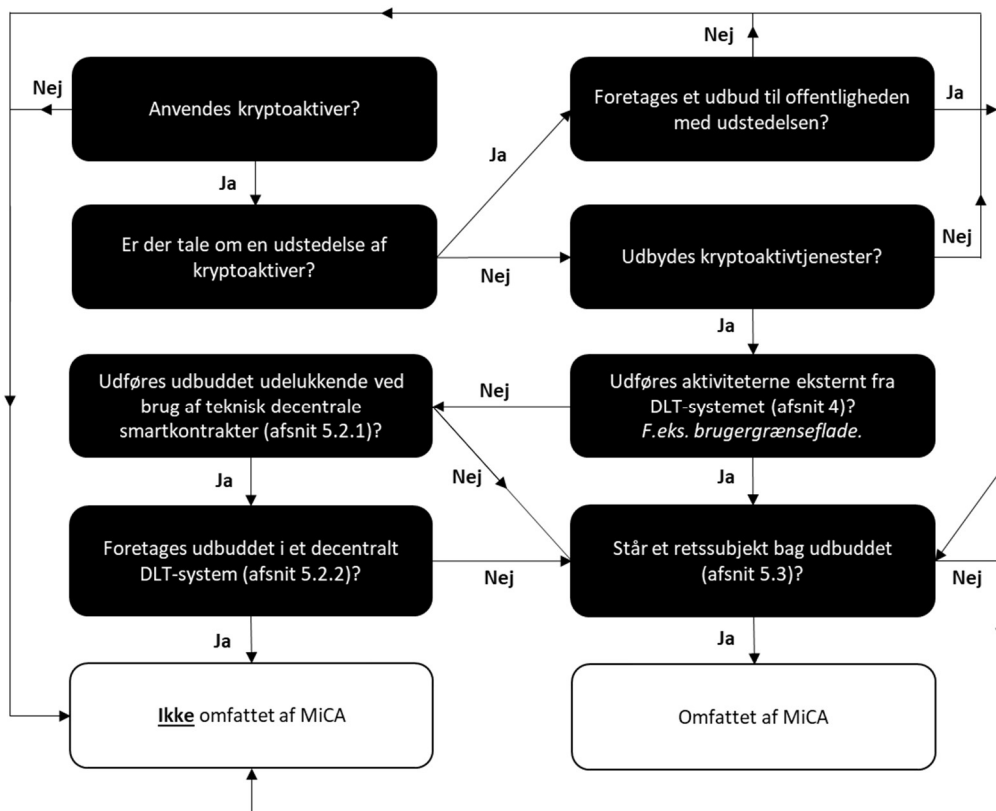 Nej
Nej
Anvendes kryptoaktiver?
Foretages et udbud til offentligheden
med udstedelsen?
Ja
Ja
Ja
Er der tale om en udstedelse af
kryptoaktiver?
Nej
Udbydes kryptoaktivtjenester?
Nej
Ja
Udføres udbuddet udelukkende ved
brug af teknisk decentrale
smartkontrakter (afsnit 5.2.1)?
Nej
Udføres aktiviteterne eksternt fra
DLT-systemet (afsnit 4)?
F.eks. brugergrænseflade.
Ja
Nej
Ja
Foretages udbuddet i et decentralt
DLT-system (afsnit 5.2.2)?
Nej
Står et retssubjekt bag udbuddet
(afsnit 5.3)?
Nej
Ja
Ja
Ikke omfattet af MiCA
Omfattet af MiCA